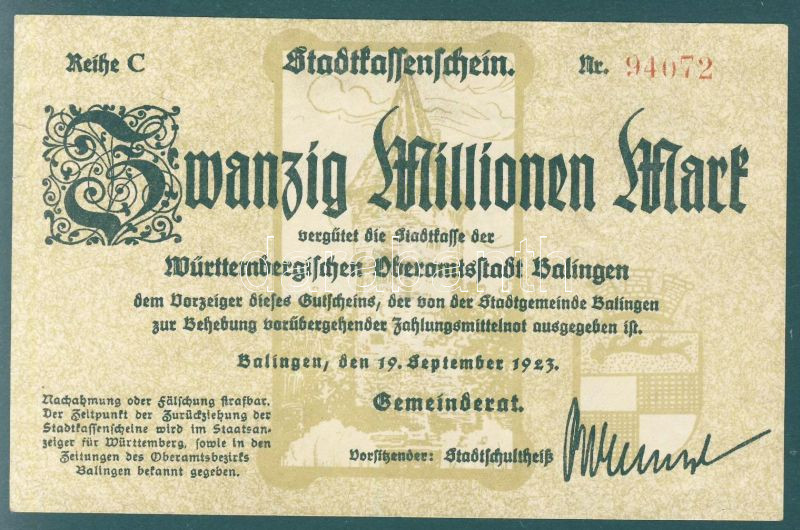 Reihe C
Stadtkassenschein.
Nr. 94072
Zwanzig Millionen Mark
vergütet die Stadtkasse der
Württembergischen Oberamtsstadt Balingen
dem Vorzeiger dieses Gutscheins, der von der Stadtgemeinde Balingen
zur Behebung vorübergehender Zahlungsmittelnot ausgegeben ist.
Balingen, den 19. September 1923.
Nachahmung oder Fälschung strafbar.
Der Zeitpunkt der Zurückziehung der
Stadtkassenscheine wird im Staatsan-
zeiger für Württemberg, sowie in den
Zeitungen des Oberamtsbezirks
Balingen bekannt gegeben.
Gemeinderat.
Vorsitzender: Stadtschultheiß